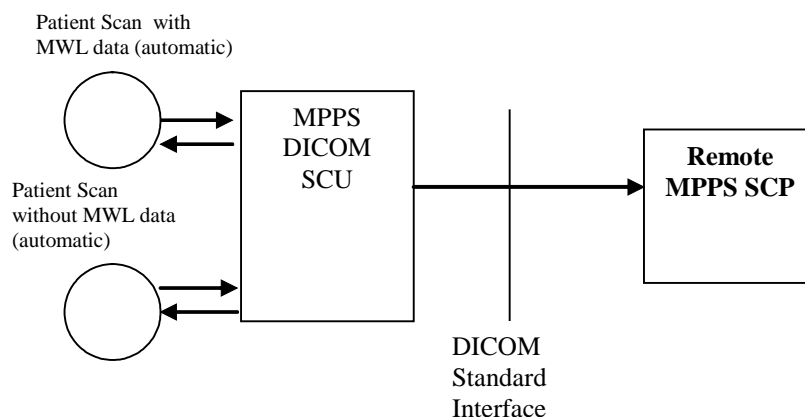 Patient Scan with
MWL data (automatic)
MPPS
DICOM
SCU
Remote
MPPS SCP
Patient Scan
without MWL data
(automatic)
DICOM
Standard
Interface